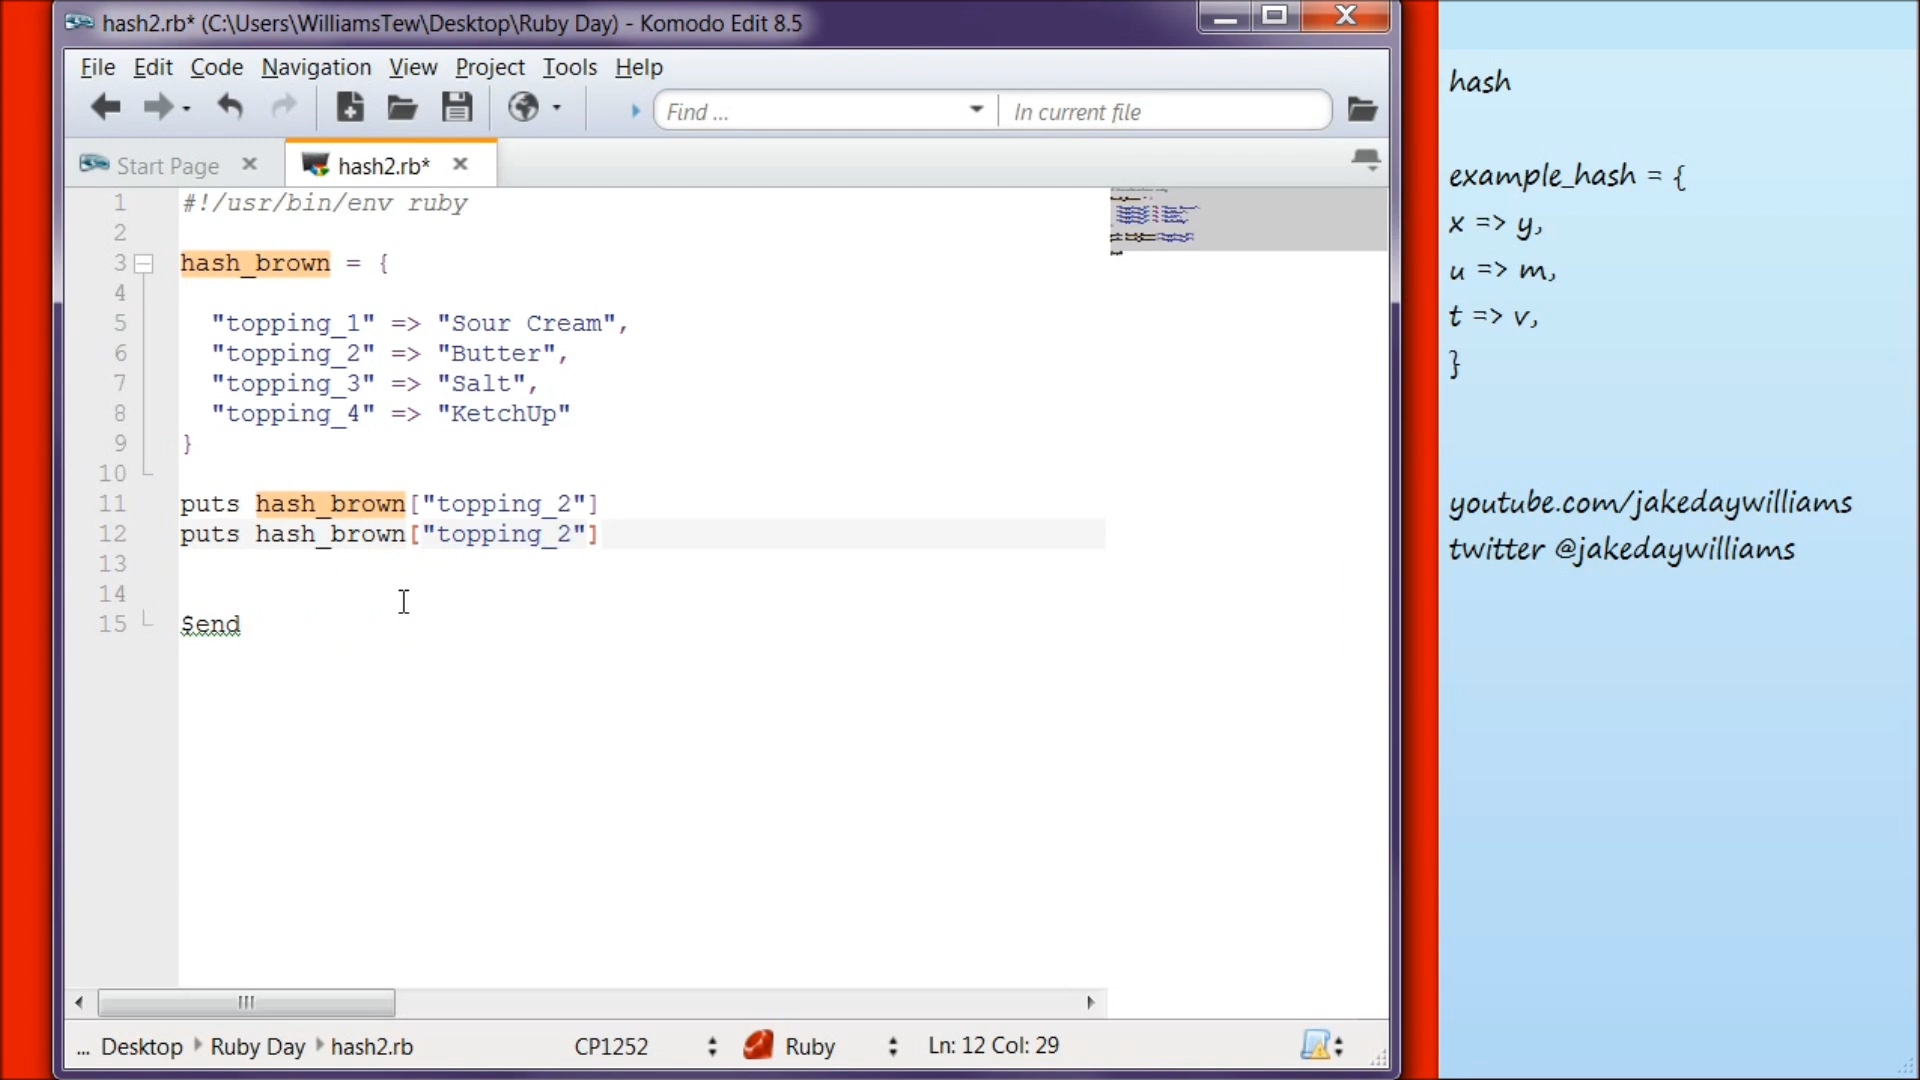 hash2.rb* (C:\Users\WilliamsTew\Desktop\Ruby Day) - Komodo Edit 8.5
File Edit Code Navigation View Project Tools Help
Find ... In current file
Start Page hash2.rb*
1 #!/usr/bin/env ruby
2
3 hash_brown = {
4
5 "topping_1" => "Sour Cream",
6 "topping_2" => "Butter",
7 "topping_3" => "Salt",
8 "topping_4" => "KetchUp"
9 }
10
11 puts hash_brown["topping_2"]
12 puts hash_brown["topping_2"]
13
14
15 $end
... Desktop Ruby Day hash2.rb CP1252 Ruby Ln: 12 Col: 29
hash
example_hash = {
x => y,
u => m,
t => v,
}
youtube.com/jakedaywilliams
twitter @jakedaywilliams